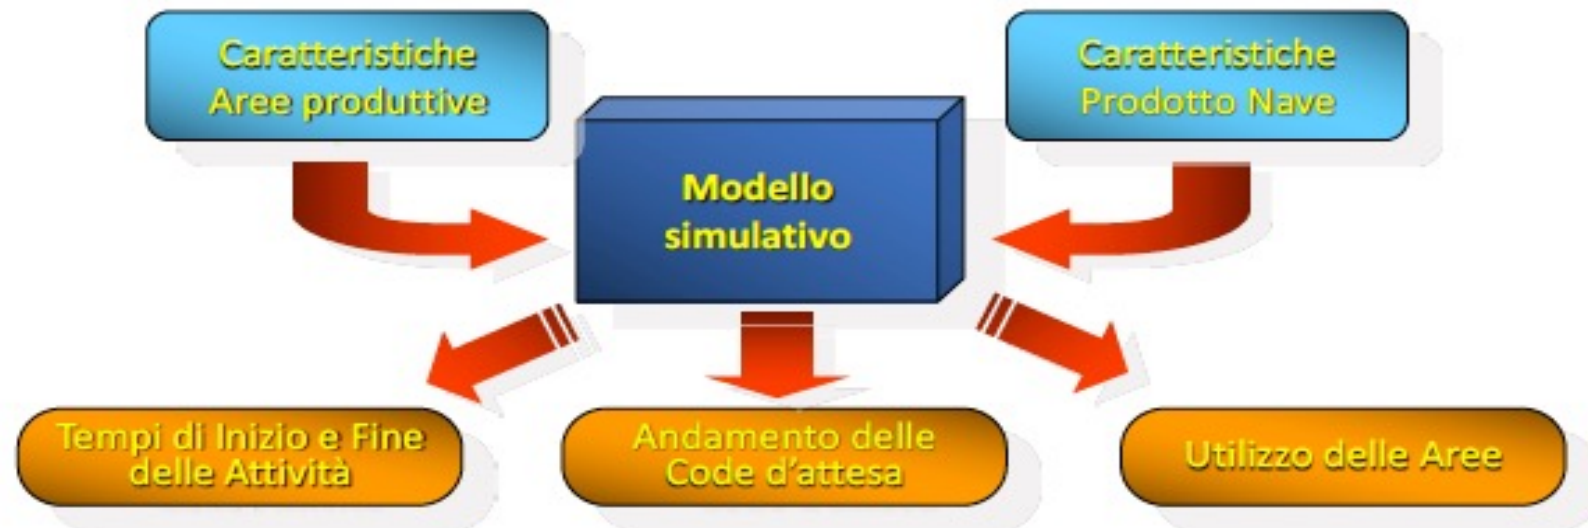 Caratteristiche
Aree produttive
Caratteristiche
Prodotto Nave
Modello
simulativo
Tempi di Inizio e Fine
delle Attività
Andamento delle
Code d'attesa
Utilizzo delle Aree